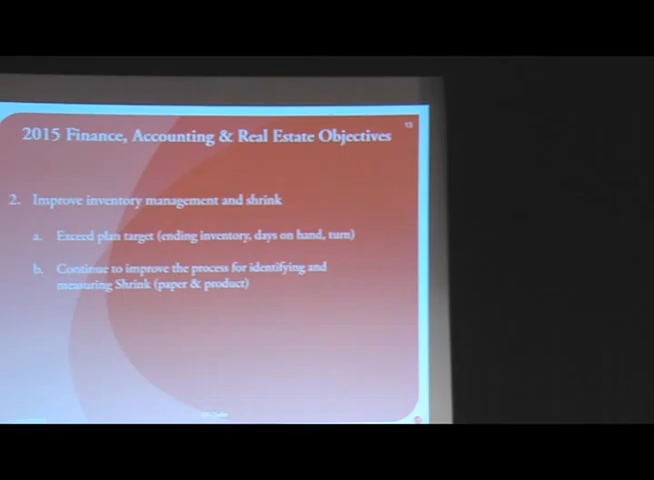 2015 Finance, Accounting & Real Estate Objectives
2. Improve inventory management and shrink
a. Exceed plan target (ending inventory, days on hand, turn)
b. Continue to improve the process for identifying and
measuring Shrink (paper & product)